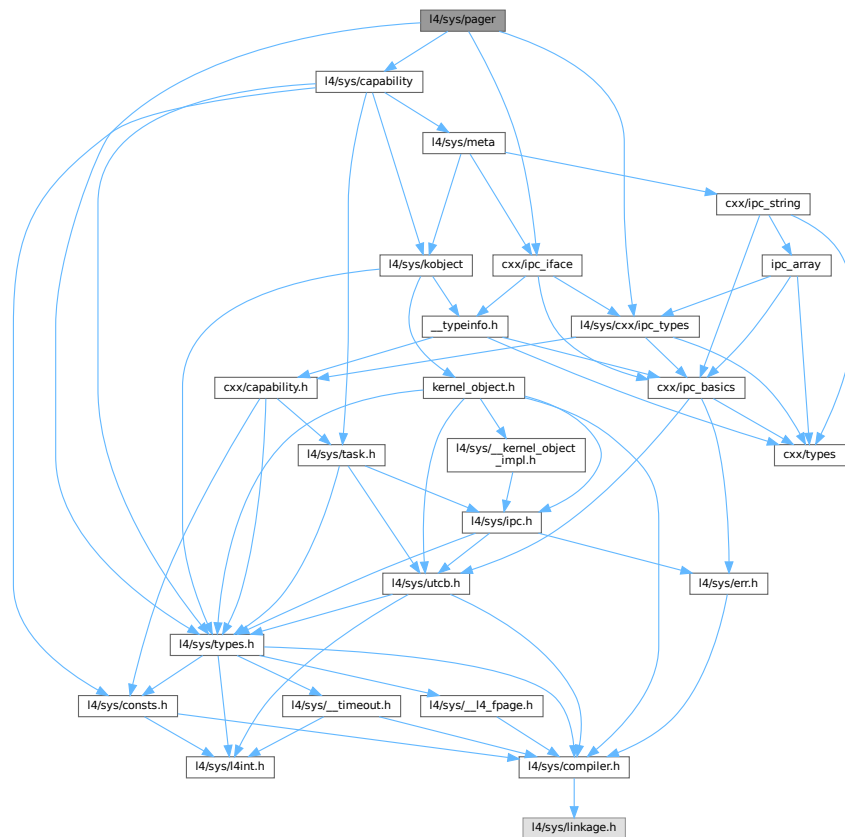 l4/sys/pager
l4/sys/capability
l4/sys/meta
cxx/ipc_string
l4/sys/kobject
cxx/ipc_iface
ipc_array
__typeinfo.h
l4/sys/cxx/ipc_types
cxx/capability.h
kernel_object.h
cxx/ipc_basics
l4/sys/task.h
l4/sys/__kernel_object
_impl.h
cxx/types
l4/sys/ipc.h
l4/sys/utcb.h
l4/sys/err.h
l4/sys/types.h
l4/sys/consts.h
l4/sys/__timeout.h
l4/sys/__l4_fpage.h
l4/sys/l4int.h
l4/sys/compiler.h
l4/sys/linkage.h